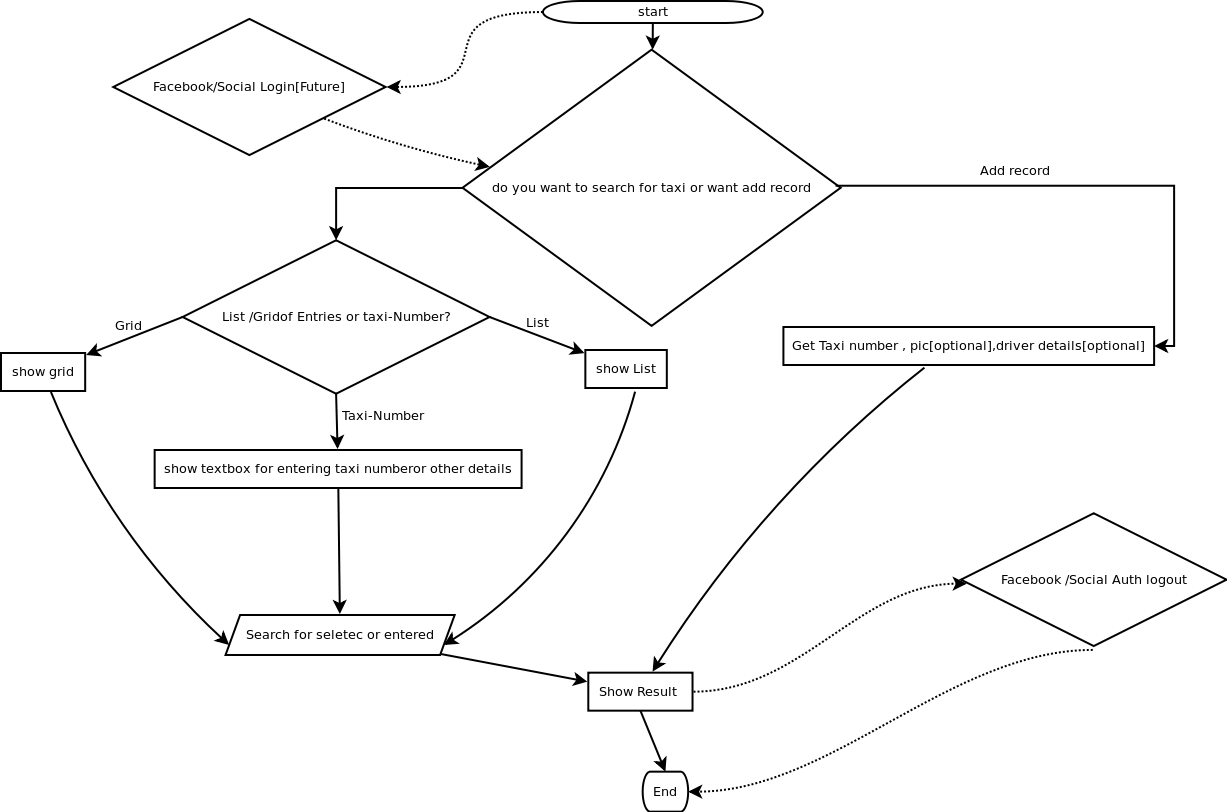 start
Facebook/Social Login[Future]
Add record
do you want to search for taxi or want add record
List /Gridof Entries or taxi-Number?
Grid
List
Get Taxi number , pic[optional],driver details[optional]
show grid
show List
Taxi-Number
show textbox for entering taxi numberor other details
Facebook /Social Auth logout
Search for seletec or entered
Show Result
End